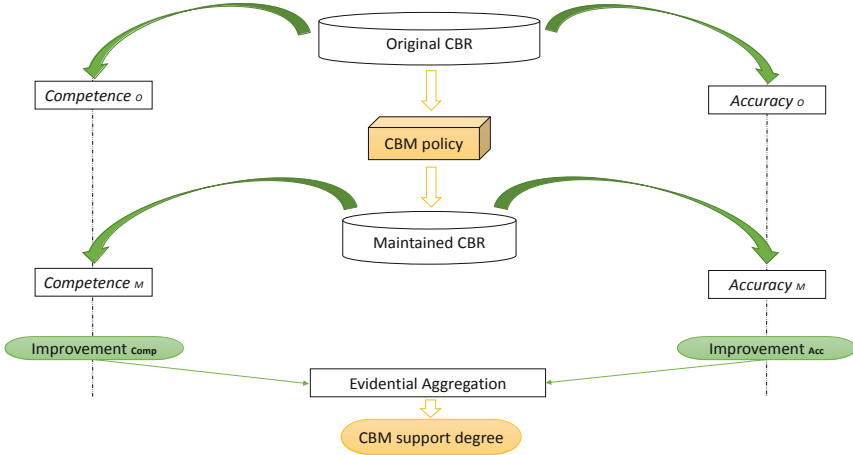 Original CBR
Competence O
Accuracy O
CBM policy
Maintained CBR
Competence M
Accuracy M
Improvement Comp
Improvement Acc
Evidential Aggregation
CBM support degree